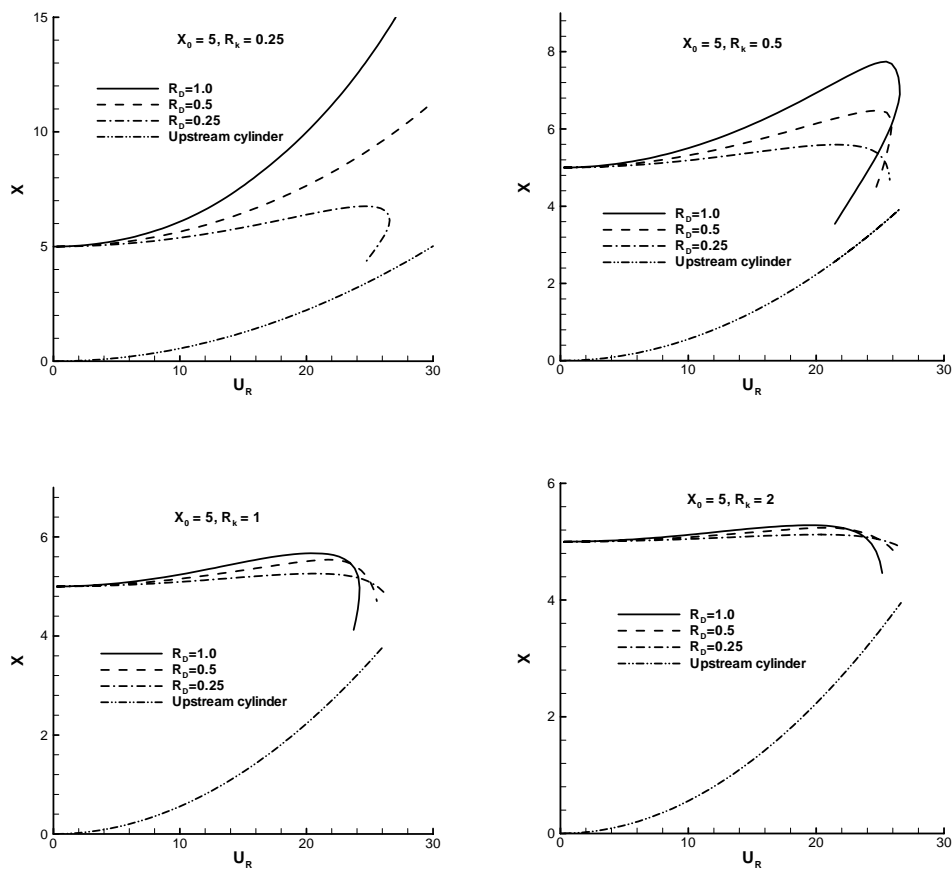 X₀ = 5, R_k = 0.25
R_D=1.0
R_D=0.5
R_D=0.25
Upstream cylinder
15
10
5
0
X
0 10 20 30
U_R
X₀ = 5, R_k = 0.5
8
6
4
2
0
X
R_D=1.0
R_D=0.5
R_D=0.25
Upstream cylinder
0 10 20 30
U_R
X₀ = 5, R_k = 1
6
4
2
0
X
R_D=1.0
R_D=0.5
R_D=0.25
Upstream cylinder
0 10 20 30
U_R
X₀ = 5, R_k = 2
6
4
2
0
X
R_D=1.0
R_D=0.5
R_D=0.25
Upstream cylinder
0 10 20 30
U_R